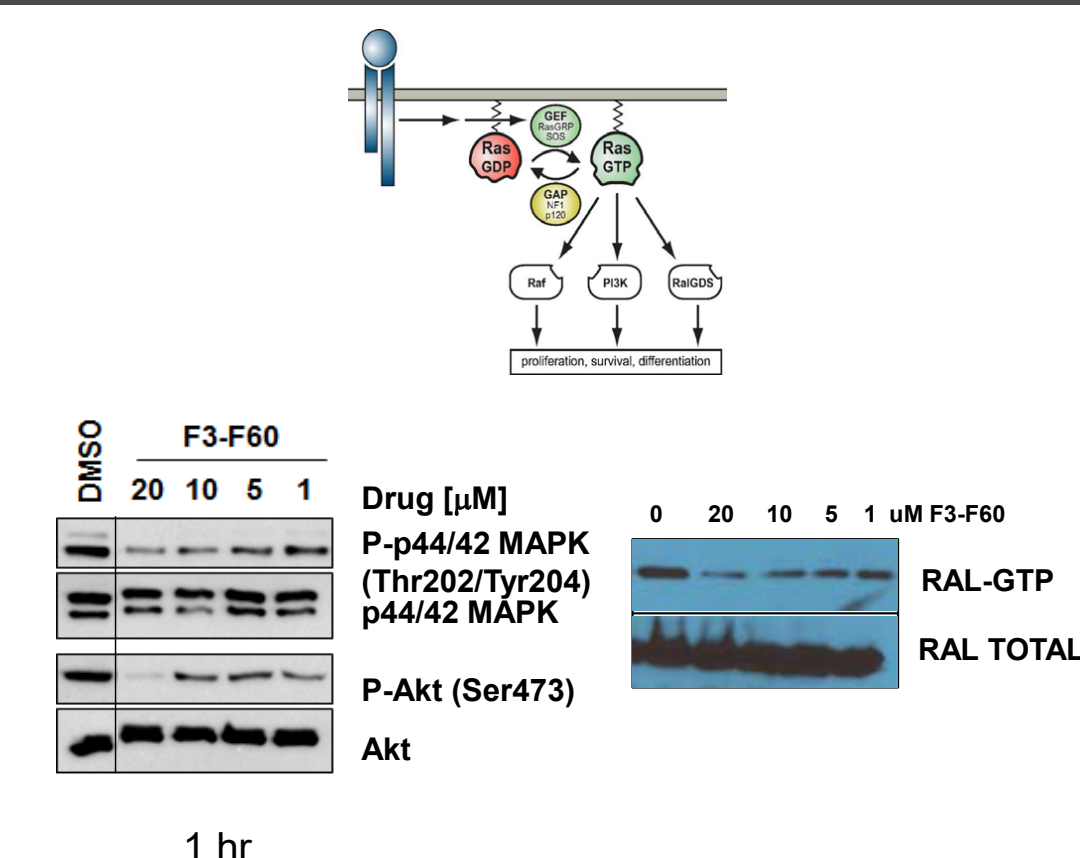 GEF
RasGRP
SOS
Ras
GDP
Ras
GTP
GAP
NF1
p120
Raf
PI3K
RalGDS
proliferation, survival, differentiation
DMSO
F3-F60
20 10 5 1
Drug [µM]
P-p44/42 MAPK
(Thr202/Tyr204)
p44/42 MAPK
P-Akt (Ser473)
Akt
1 hr
0 20 10 5 1 uM F3-F60
RAL-GTP
RAL TOTAL